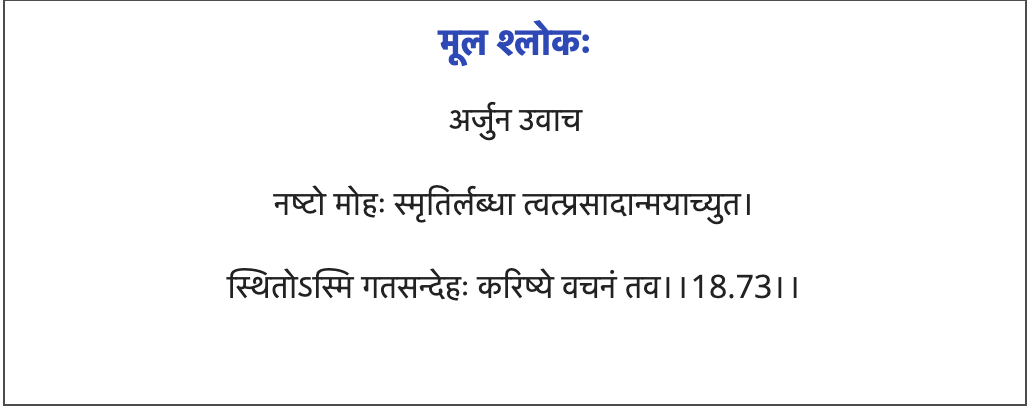 मूल श्लोकः
अर्जुन उवाच
नष्टो मोहः स्मृतिर्लब्धा त्वत्प्रसादान्मयाच्युत।
स्थितोऽस्मि गतसन्देहः करिष्ये वचनं तव।।18.73।।